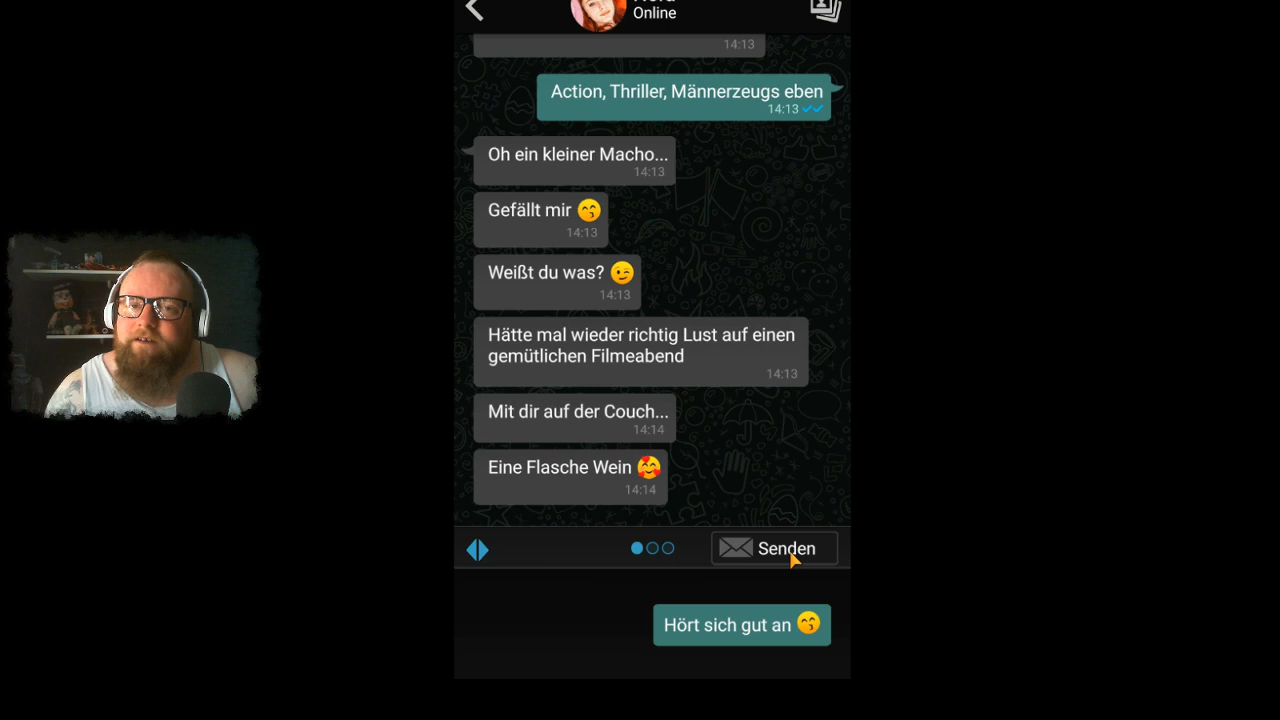 Online
14:13
Action, Thriller, Männerzeugs eben
14:13
Oh ein kleiner Macho...
14:13
Gefällt mir 😙
14:13
Weißt du was? 😉
14:13
Hätte mal wieder richtig Lust auf einen
gemütlichen Filmeabend
14:13
Mit dir auf der Couch...
14:14
Eine Flasche Wein 🥰
14:14
Senden
Hört sich gut an 😙